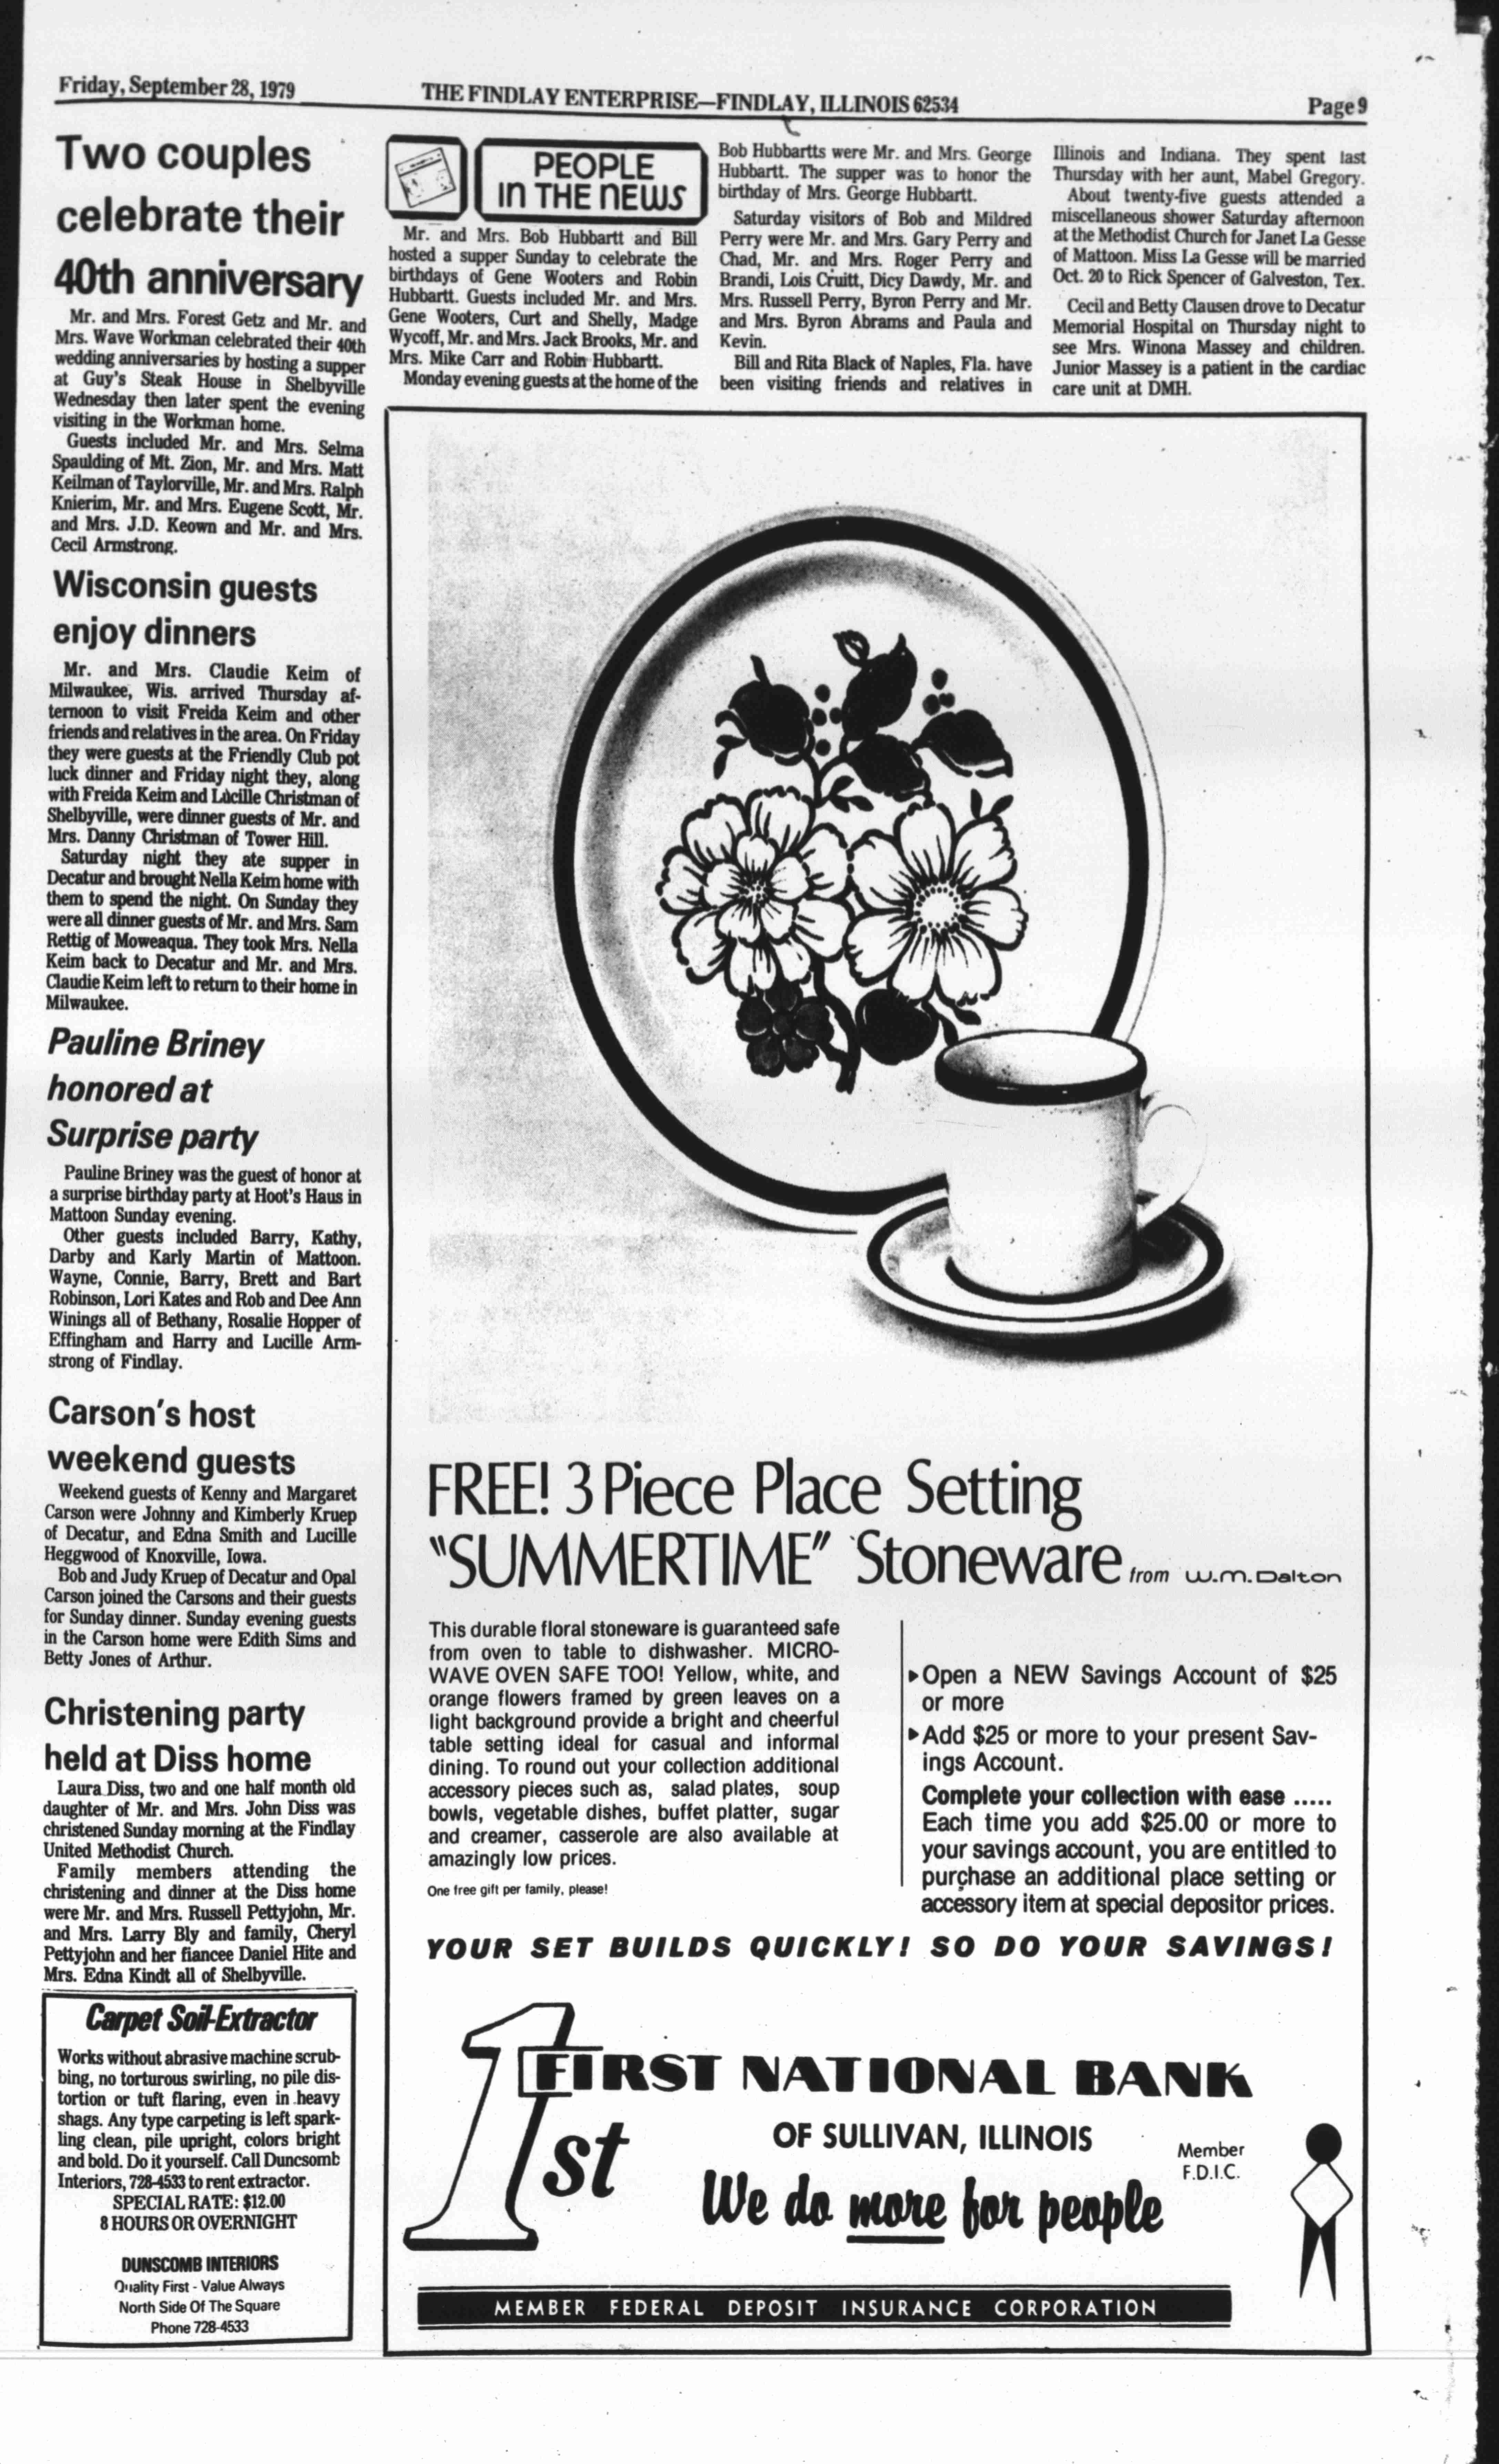 Friday, September 28, 1979
THE FINDLAY ENTERPRISE—FINDLAY, ILLINOIS 62534
Page 9
Two couples
celebrate their
40th anniversary
Mr. and Mrs. Forest Getz and Mr. and
Mrs. Wave Workman celebrated their 40th
wedding anniversaries by hosting a supper
at Guy's Steak House in Shelbyville
Wednesday then later spent the evening
visiting in the Workman home.
Guests included Mr. and Mrs. Selma
Spaulding of Mt. Zion, Mr. and Mrs. Matt
Keilman of Taylorville, Mr. and Mrs. Ralph
Knierim, Mr. and Mrs. Eugene Scott, Mr.
and Mrs. J.D. Keown and Mr. and Mrs.
Cecil Armstrong.
Wisconsin guests
enjoy dinners
Mr. and Mrs. Claudie Keim of
Milwaukee, Wis. arrived Thursday af-
ternoon to visit Freida Keim and other
friends and relatives in the area. On Friday
they were guests at the Friendly Club pot
luck dinner and Friday night they, along
with Freida Keim and Lucille Christman of
Shelbyville, were dinner guests of Mr. and
Mrs. Danny Christman of Tower Hill.
Saturday night they ate supper in
Decatur and brought Nella Keim home with
them to spend the night. On Sunday they
were all dinner guests of Mr. and Mrs. Sam
Rettig of Moweaqua. They took Mrs. Nella
Keim back to Decatur and Mr. and Mrs.
Claudie Keim left to return to their home in
Milwaukee.
Pauline Briney
honored at
Surprise party
Pauline Briney was the guest of honor at
a surprise birthday party at Hoot's Haus in
Mattoon Sunday evening.
Other guests included Barry, Kathy,
Darby and Karly Martin of Mattoon.
Wayne, Connie, Barry, Brett and Bart
Robinson, Lori Kates and Rob and Dee Ann
Winings all of Bethany, Rosalie Hopper of
Effingham and Harry and Lucille Arm-
strong of Findlay.
Carson's host
weekend guests
Weekend guests of Kenny and Margaret
Carson were Johnny and Kimberly Kruep
of Decatur, and Edna Smith and Lucille
Heggwood of Knoxville, Iowa.
Bob and Judy Kruep of Decatur and Opal
Carson joined the Carsons and their guests
for Sunday dinner. Sunday evening guests
in the Carson home were Edith Sims and
Betty Jones of Arthur.
Christening party
held at Diss home
Laura Diss, two and one half month old
daughter of Mr. and Mrs. John Diss was
christened Sunday morning at the Findlay
United Methodist Church.
Family members attending the
christening and dinner at the Diss home
were Mr. and Mrs. Russell Pettyjohn, Mr.
and Mrs. Larry Bly and family, Cheryl
Pettyjohn and her fiancee Daniel Hite and
Mrs. Edna Kindt all of Shelbyville.
Carpet Soil-Extractor
Works without abrasive machine scrub-
bing, no torturous swirling, no pile dis-
tortion or tuft flaring, even in heavy
shags. Any type carpeting is left spark-
ling clean, pile upright, colors bright
and bold. Do it yourself. Call Duncsomb
Interiors, 728-4533 to rent extractor.
SPECIAL RATE: $12.00
8 HOURS OR OVERNIGHT
DUNSCOMB INTERIORS
Quality First - Value Always
North Side Of The Square
Phone 728-4533
PEOPLE
IN THE NEWS
Mr. and Mrs. Bob Hubbartt and Bill
hosted a supper Sunday to celebrate the
birthdays of Gene Wooters and Robin
Hubbartt. Guests included Mr. and Mrs.
Gene Wooters, Curt and Shelly, Madge
Wycoff, Mr. and Mrs. Jack Brooks, Mr. and
Mrs. Mike Carr and Robin Hubbartt.
Monday evening guests at the home of the
Bob Hubbartts were Mr. and Mrs. George
Hubbartt. The supper was to honor the
birthday of Mrs. George Hubbartt.
Saturday visitors of Bob and Mildred
Perry were Mr. and Mrs. Gary Perry and
Chad, Mr. and Mrs. Roger Perry and
Brandi, Lois Cruitt, Dicy Dawdy, Mr. and
Mrs. Russell Perry, Byron Perry and Mr.
and Mrs. Byron Abrams and Paula and
Kevin.
Bill and Rita Black of Naples, Fla. have
been visiting friends and relatives in
Illinois and Indiana. They spent last
Thursday with her aunt, Mabel Gregory.
About twenty-five guests attended a
miscellaneous shower Saturday afternoon
at the Methodist Church for Janet La Gesse
of Mattoon. Miss La Gesse will be married
Oct. 20 to Rick Spencer of Galveston, Tex.
Cecil and Betty Clausen drove to Decatur
Memorial Hospital on Thursday night to
see Mrs. Winona Massey and children.
Junior Massey is a patient in the cardiac
care unit at DMH.
FREE! 3 Piece Place Setting
"SUMMERTIME" Stoneware from W.M. Dalton
This durable floral stoneware is guaranteed safe
from oven to table to dishwasher. MICRO-
WAVE OVEN SAFE TOO! Yellow, white, and
orange flowers framed by green leaves on a
light background provide a bright and cheerful
table setting ideal for casual and informal
dining. To round out your collection additional
accessory pieces such as, salad plates, soup
bowls, vegetable dishes, buffet platter, sugar
and creamer, casserole are also available at
amazingly low prices.
One free gift per family, please!
▸Open a NEW Savings Account of $25
or more
▸Add $25 or more to your present Sav-
ings Account.
Complete your collection with ease .....
Each time you add $25.00 or more to
your savings account, you are entitled to
purchase an additional place setting or
accessory item at special depositor prices.
YOUR SET BUILDS QUICKLY! SO DO YOUR SAVINGS!
1st
FIRST NATIONAL BANK
OF SULLIVAN, ILLINOIS
Member
F.D.I.C.
We do more for people
MEMBER FEDERAL DEPOSIT INSURANCE CORPORATION